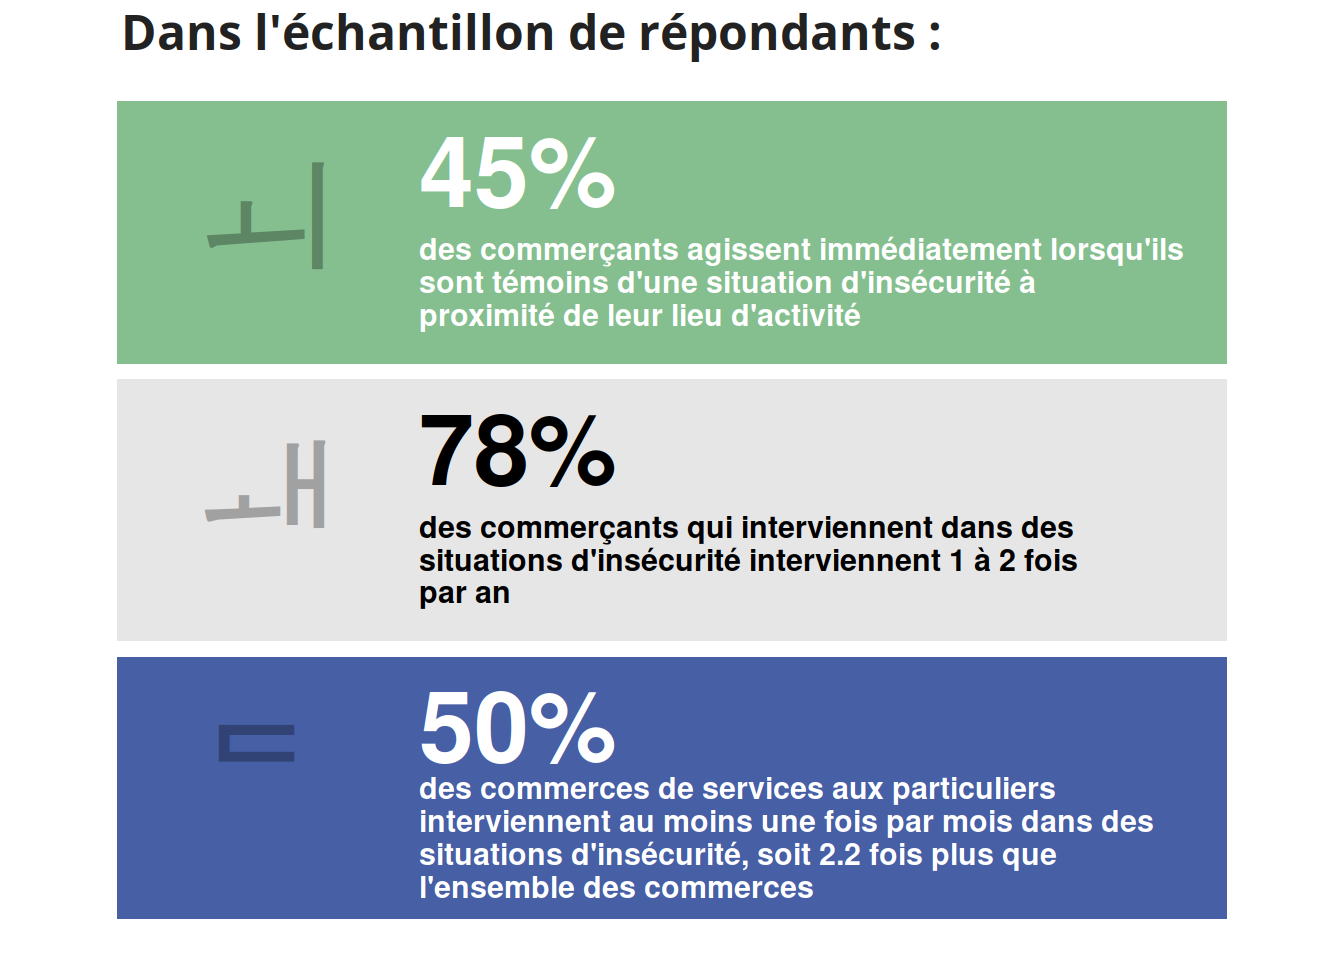 Dans l'échantillon de répondants :
45%
des commerçants agissent immédiatement lorsqu'ils
sont témoins d'une situation d'insécurité à
proximité de leur lieu d'activité
78%
des commerçants qui interviennent dans des
situations d'insécurité interviennent 1 à 2 fois
par an
50%
des commerces de services aux particuliers
interviennent au moins une fois par mois dans des
situations d'insécurité, soit 2.2 fois plus que
l'ensemble des commerces